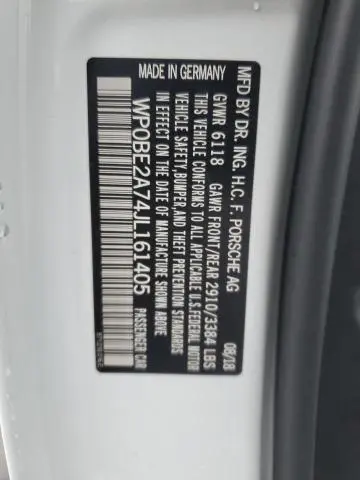 MFD BY DR. ING. H.C. F. PORSCHE AG 08/18
GVWR 6118 GAWR FRONT/REAR 2910/3384 LBS
THIS VEHICLE CONFORMS TO ALL APPLICABLE U.S.FEDERAL MOTOR
VEHICLE SAFETY,BUMPER,AND THEFT PREVENTION STANDARDS
IN EFFECT ON THE DATE OF MANUFACTURE SHOWN ABOVE
MADE IN GERMANY
WP0BE2A74JL161405 PASSENGER CAR